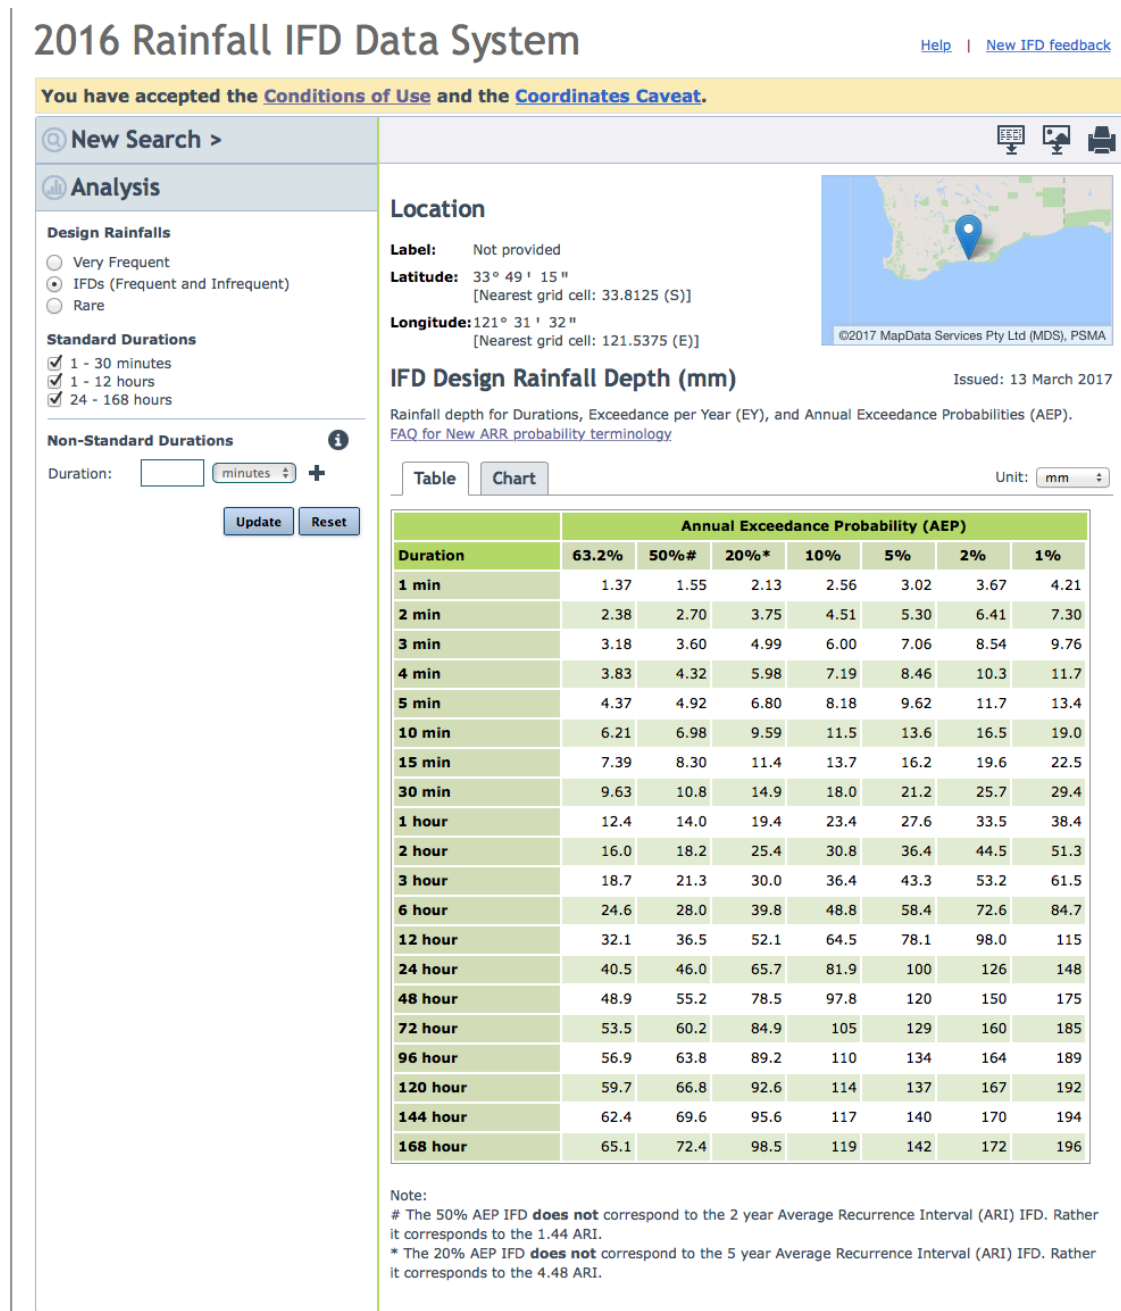 2016 Rainfall IFD Data System
Help | New IFD feedback
You have accepted the Conditions of Use and the Coordinates Caveat.
New Search >
Analysis
Design Rainfalls
Very Frequent
IFDs (Frequent and Infrequent)
Rare
Standard Durations
1 - 30 minutes
1 - 12 hours
24 - 168 hours
Non-Standard Durations
Duration: minutes
Update Reset
Location
Label: Not provided
Latitude: 33° 49 ' 15 "
[Nearest grid cell: 33.8125 (S)]
Longitude: 121° 31 ' 32 "
[Nearest grid cell: 121.5375 (E)]
©2017 MapData Services Pty Ltd (MDS), PSMA
IFD Design Rainfall Depth (mm)
Issued: 13 March 2017
Rainfall depth for Durations, Exceedance per Year (EY), and Annual Exceedance Probabilities (AEP).
FAQ for New ARR probability terminology
Table Chart
Unit: mm
Annual Exceedance Probability (AEP)
Duration 63.2% 50%# 20%* 10% 5% 2% 1%
1 min 1.37 1.55 2.13 2.56 3.02 3.67 4.21
2 min 2.38 2.70 3.75 4.51 5.30 6.41 7.30
3 min 3.18 3.60 4.99 6.00 7.06 8.54 9.76
4 min 3.83 4.32 5.98 7.19 8.46 10.3 11.7
5 min 4.37 4.92 6.80 8.18 9.62 11.7 13.4
10 min 6.21 6.98 9.59 11.5 13.6 16.5 19.0
15 min 7.39 8.30 11.4 13.7 16.2 19.6 22.5
30 min 9.63 10.8 14.9 18.0 21.2 25.7 29.4
1 hour 12.4 14.0 19.4 23.4 27.6 33.5 38.4
2 hour 16.0 18.2 25.4 30.8 36.4 44.5 51.3
3 hour 18.7 21.3 30.0 36.4 43.3 53.2 61.5
6 hour 24.6 28.0 39.8 48.8 58.4 72.6 84.7
12 hour 32.1 36.5 52.1 64.5 78.1 98.0 115
24 hour 40.5 46.0 65.7 81.9 100 126 148
48 hour 48.9 55.2 78.5 97.8 120 150 175
72 hour 53.5 60.2 84.9 105 129 160 185
96 hour 56.9 63.8 89.2 110 134 164 189
120 hour 59.7 66.8 92.6 114 137 167 192
144 hour 62.4 69.6 95.6 117 140 170 194
168 hour 65.1 72.4 98.5 119 142 172 196
Note:
# The 50% AEP IFD does not correspond to the 2 year Average Recurrence Interval (ARI) IFD. Rather
it corresponds to the 1.44 ARI.
* The 20% AEP IFD does not correspond to the 5 year Average Recurrence Interval (ARI) IFD. Rather
it corresponds to the 4.48 ARI.